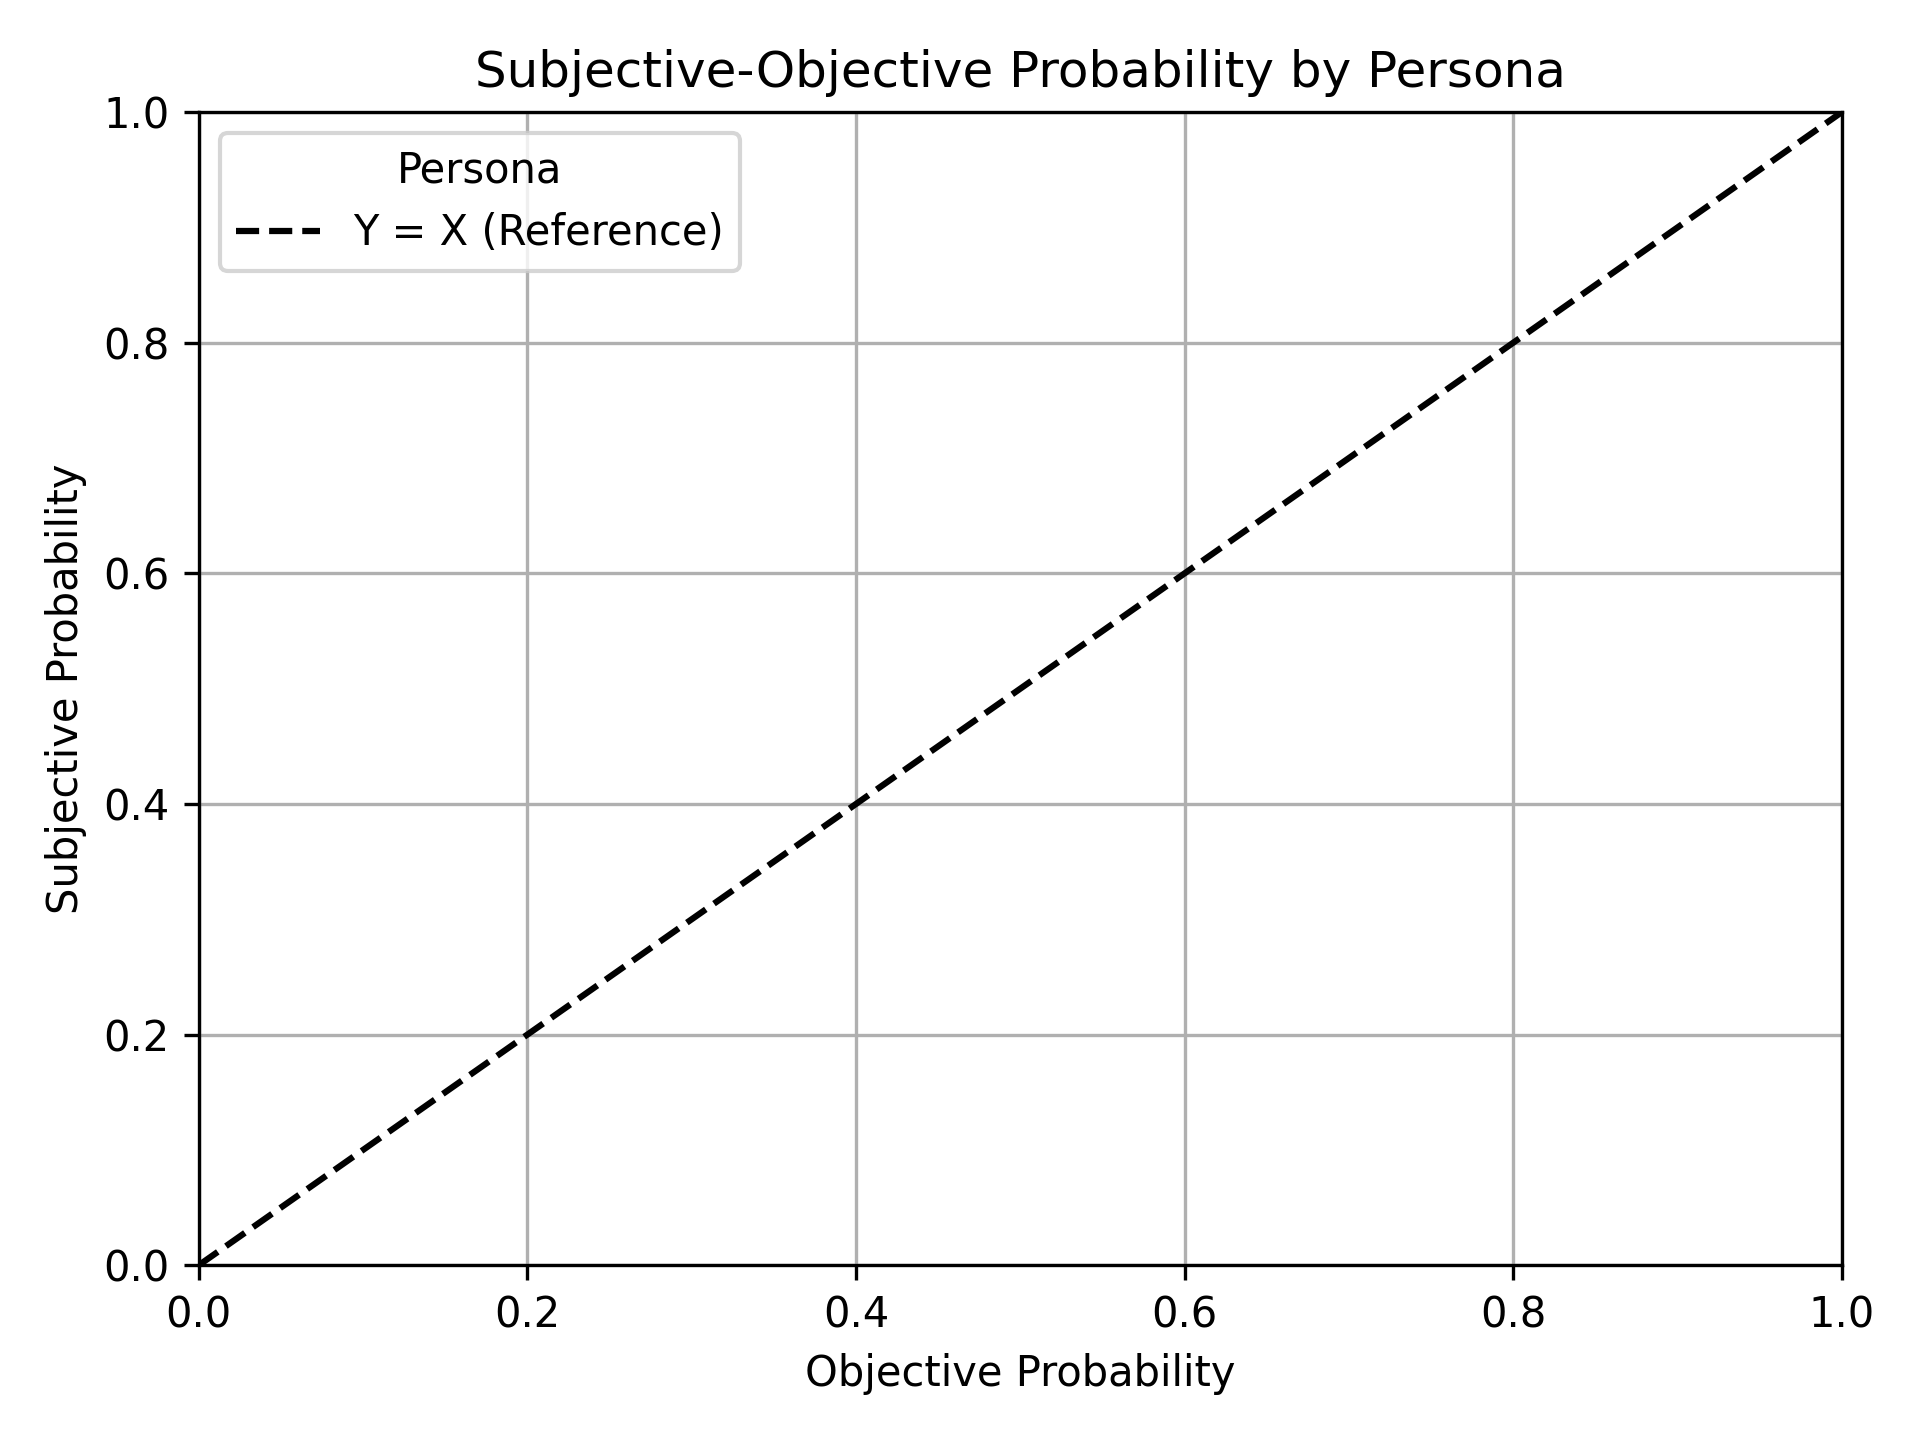 Subjective-Objective Probability by Persona
Persona
Y = X (Reference)
1.0
0.8
0.6
0.4
0.2
0.0
Subjective Probability
0.0
0.2
0.4
0.6
0.8
1.0
Objective Probability